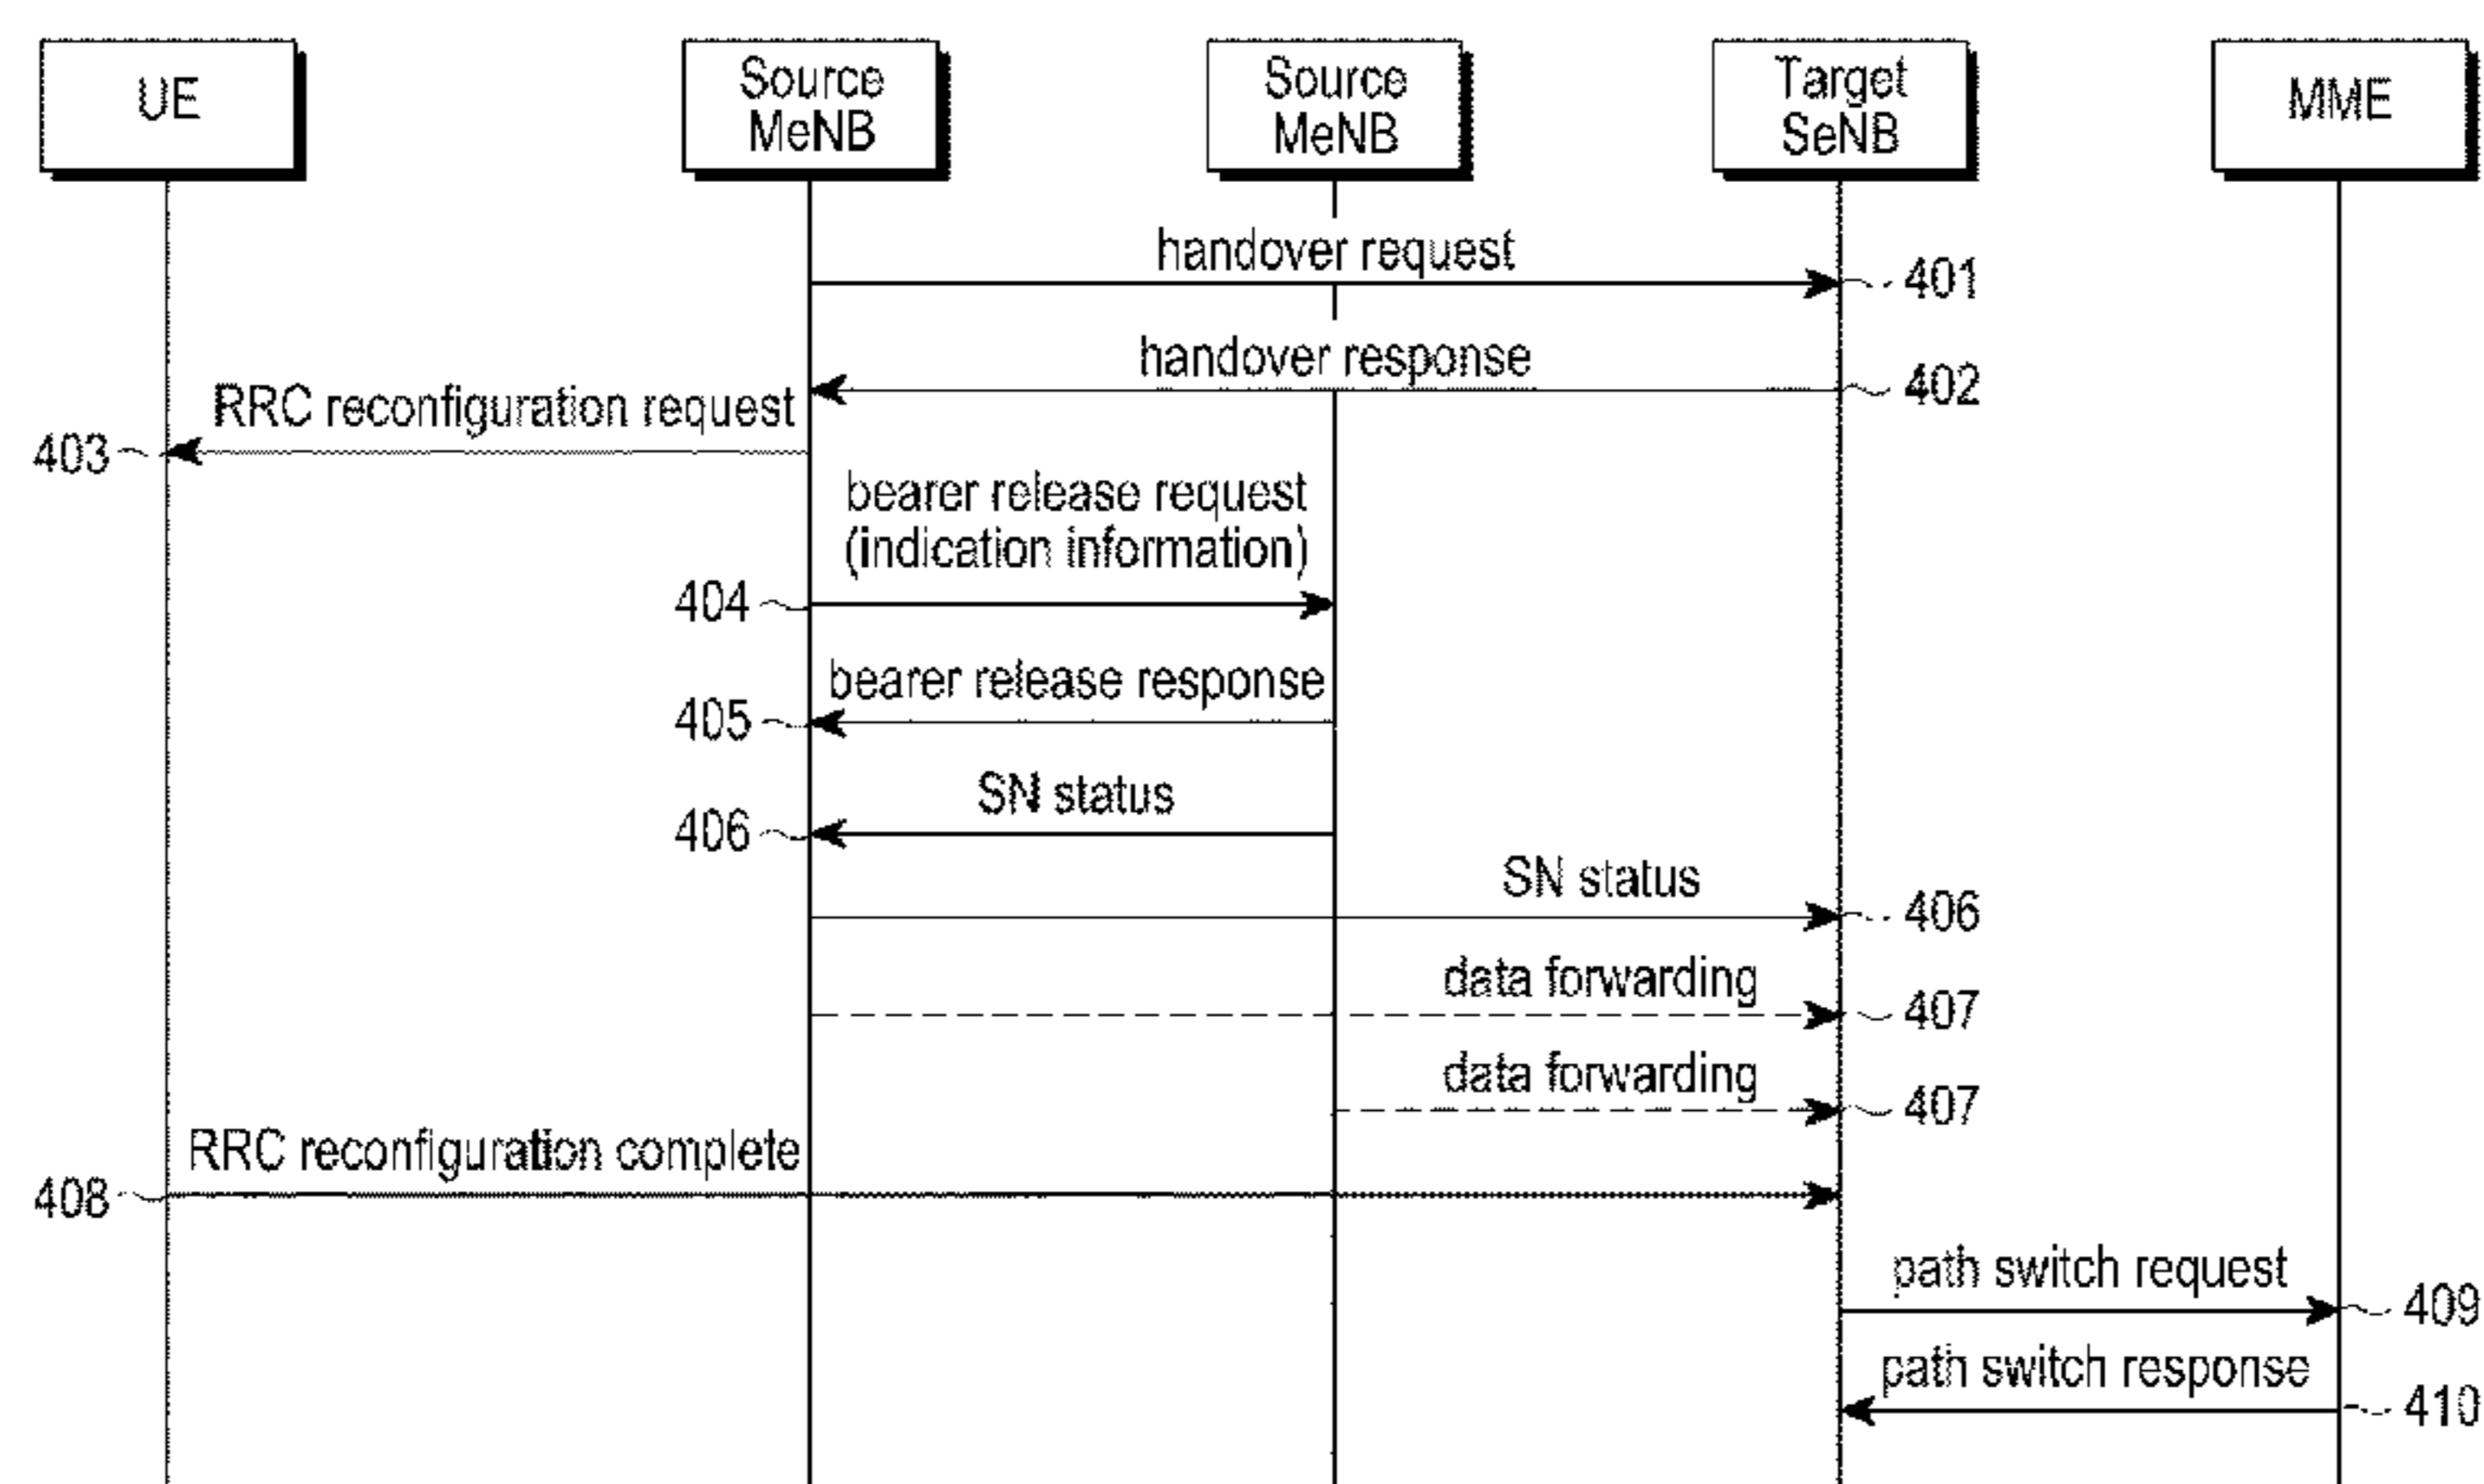 UE
Source
MeNB
Source
MeNB
Target
SeNB
MME
handover request
401
handover response
402
RRC reconfiguration request
403
bearer release request
(indication information)
404
bearer release response
405
SN status
406
SN status
406
data forwarding
407
data forwarding
407
RRC reconfiguration complete
408
path switch request
409
path switch response
410